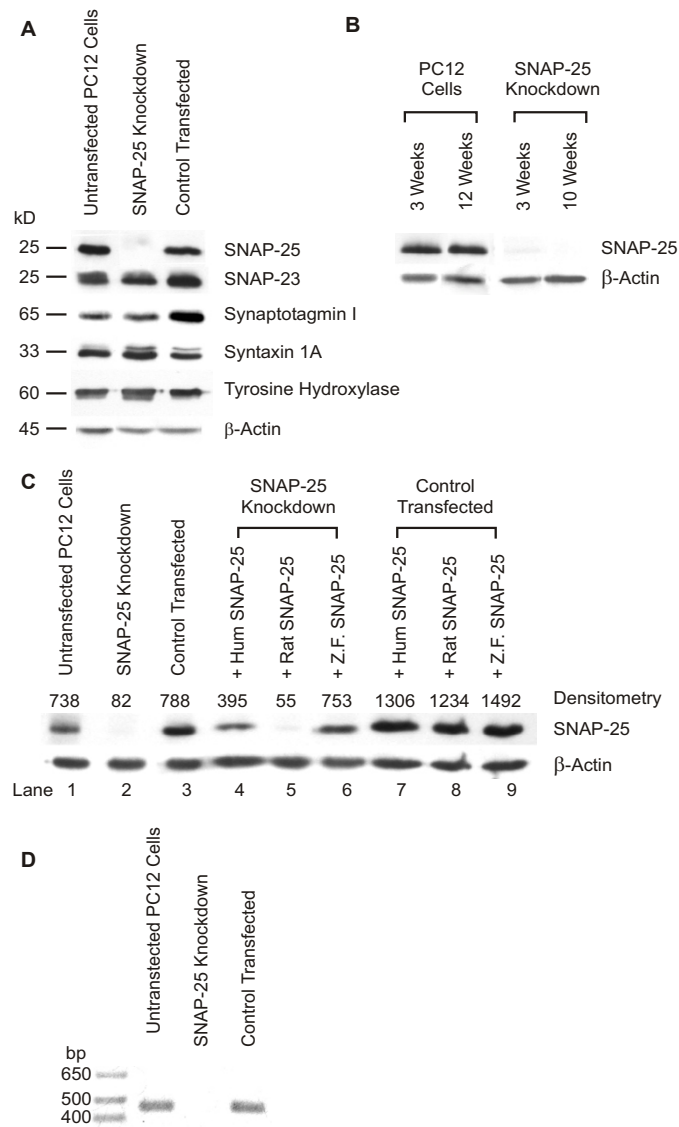 A
Untransfected PC12 Cells
SNAP-25 Knockdown
Control Transfected
kD
25
SNAP-25
25
SNAP-23
65
Synaptotagmin I
33
Syntaxin 1A
60
Tyrosine Hydroxylase
45
β-Actin
B
PC12
Cells
SNAP-25
Knockdown
3 Weeks
12 Weeks
3 Weeks
10 Weeks
SNAP-25
β-Actin
C
Untransfected PC12 Cells
SNAP-25 Knockdown
Control Transfected
SNAP-25
Knockdown
+ Hum SNAP-25
+ Rat SNAP-25
+ Z.F. SNAP-25
Control
Transfected
+ Hum SNAP-25
+ Rat SNAP-25
+ Z.F. SNAP-25
738 82 788 395 55 753 1306 1234 1492 Densitometry
SNAP-25
β-Actin
Lane 1 2 3 4 5 6 7 8 9
D
Untranstected PC12 Cells
SNAP-25 Knockdown
Control Transfected
bp
650
500
400